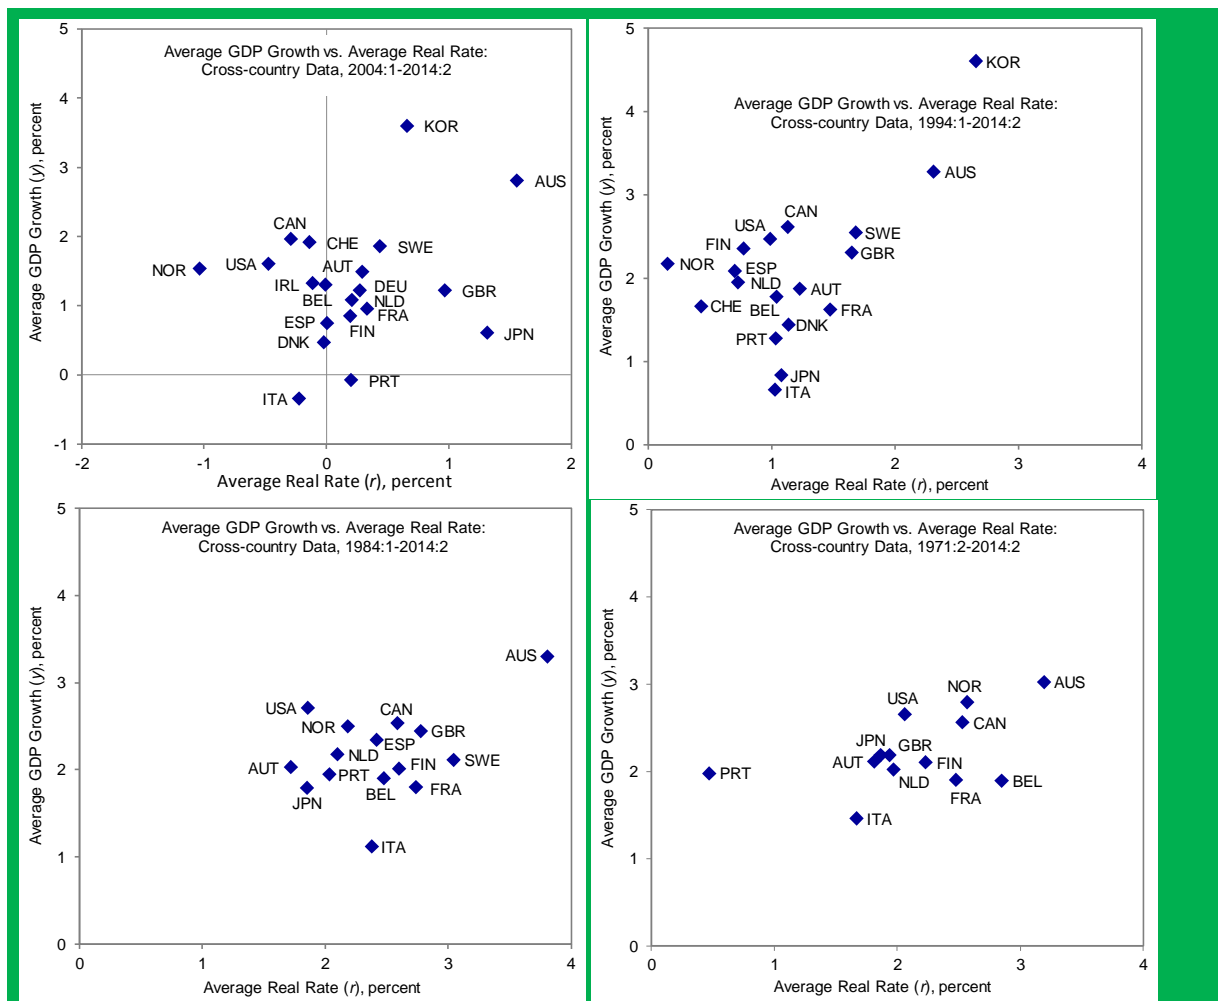 Average GDP Growth vs. Average Real Rate:
Cross-country Data, 2004:1-2014:2
Average GDP Growth (y), percent
5
4
3
2
1
0
-1
KOR
AUS
CAN
CHE
SWE
NOR
USA
AUT
IRL
DEU
GBR
BEL
NLD
FRA
ESP
FIN
JPN
DNK
PRT
ITA
-2 -1 0 1 2
Average Real Rate (r), percent
Average GDP Growth vs. Average Real Rate:
Cross-country Data, 1994:1-2014:2
Average GDP Growth (y), percent
5
4
3
2
1
0
KOR
AUS
CAN
USA
SWE
FIN
GBR
NOR
ESP
NLD
AUT
CHE
BEL
FRA
DNK
PRT
JPN
ITA
0 1 2 3 4
Average Real Rate (r), percent
Average GDP Growth vs. Average Real Rate:
Cross-country Data, 1984:1-2014:2
Average GDP Growth (y), percent
5
4
3
2
1
0
AUS
USA
CAN
NOR
GBR
ESP
NLD
SWE
AUT
PRT
FIN
JPN
BEL
FRA
ITA
0 1 2 3 4
Average Real Rate (r), percent
Average GDP Growth vs. Average Real Rate:
Cross-country Data, 1971:2-2014:2
Average GDP Growth (y), percent
5
4
3
2
1
0
NOR
AUS
USA
CAN
JPN
GBR
AUT
FIN
PRT
NLD
BEL
FRA
ITA
0 1 2 3 4
Average Real Rate (r), percent